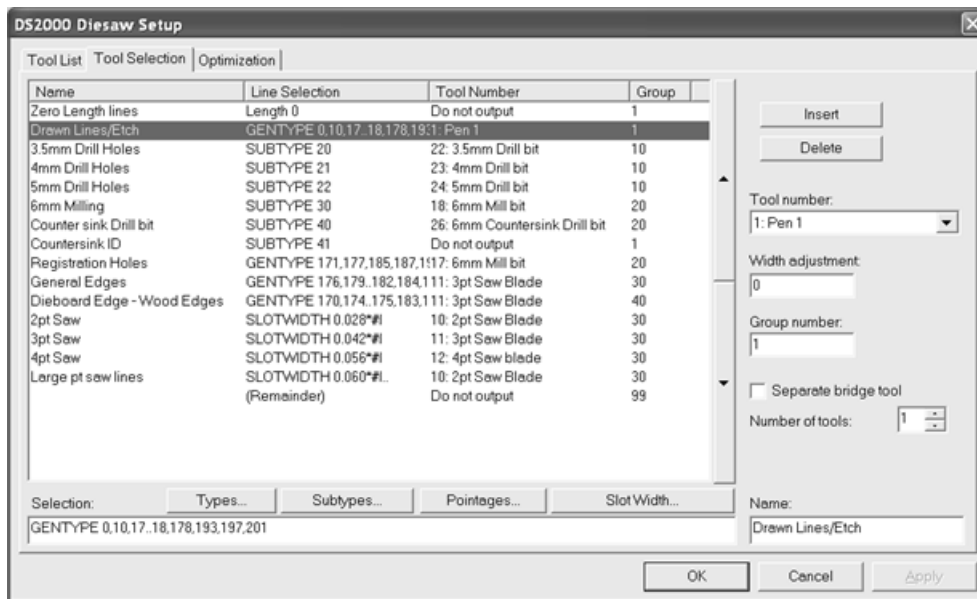 DS2000 Diesaw Setup
Tool List Tool Selection Optimization
Name Line Selection Tool Number Group
Zero Length lines Length 0 Do not output 1
Drawn Lines/Etch GENTYPE 0,10,17..18,178,193 1: Pen 1 1
3.5mm Drill Holes SUBTYPE 20 22: 3.5mm Drill bit 10
4mm Drill Holes SUBTYPE 21 23: 4mm Drill bit 10
5mm Drill Holes SUBTYPE 22 24: 5mm Drill bit 10
6mm Milling SUBTYPE 30 18: 6mm Mill bit 20
Counter sink Drill bit SUBTYPE 40 26: 6mm Countersink Drill bit 20
Countersink ID SUBTYPE 41 Do not output 1
Registration Holes GENTYPE 171,177,185,187,1 17: 6mm Mill bit 20
General Edges GENTYPE 176,179..182,184,1 11: 3pt Saw Blade 30
Dieboard Edge - Wood Edges GENTYPE 170,174..175,183,1 11: 3pt Saw Blade 40
2pt Saw SLOTWIDTH 0.028*#I 10: 2pt Saw Blade 30
3pt Saw SLOTWIDTH 0.042*#I 11: 3pt Saw Blade 30
4pt Saw SLOTWIDTH 0.056*#I 12: 4pt Saw blade 30
Large pt saw lines SLOTWIDTH 0.060*#I.. 10: 2pt Saw Blade 30
(Remainder) Do not output 99
Insert
Delete
Tool number:
1: Pen 1
Width adjustment:
0
Group number:
1
Separate bridge tool
Number of tools: 1
Selection: Types... Subtypes... Pointages... Slot Width...
GENTYPE 0,10,17..18,178,193,197,201
Name:
Drawn Lines/Etch
OK Cancel Apply